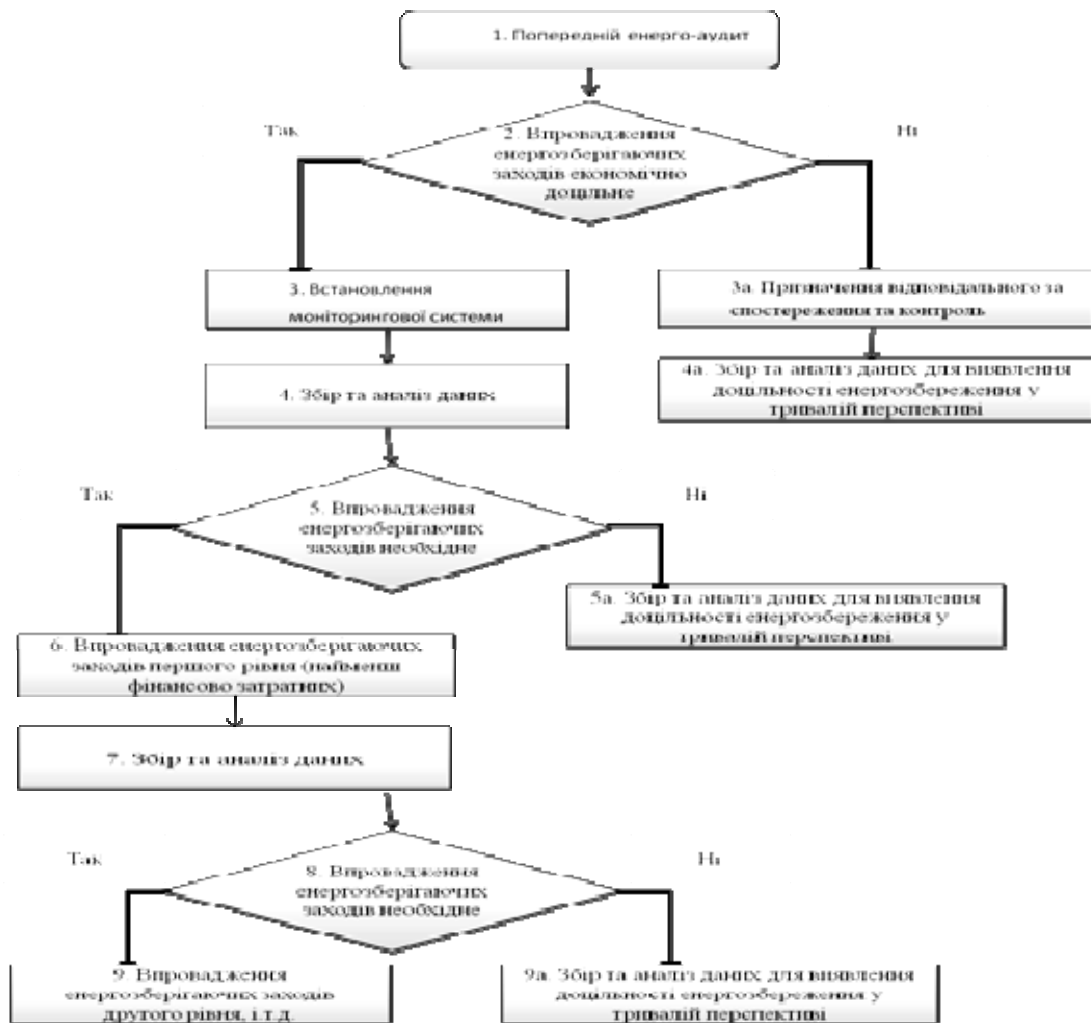 1. Попередній енерго-аудит
Так
Ні
2. Впровадження
енергозберігаючих
заходів економічно
доцільне
3. Встановлення
моніторингової системи
3а. Призначення відповідального за
спостереження та контроль
4. Збір та аналіз даних
4а. Збір та аналіз даних для виявлення
доцільності енергозбереження у
тривалій перспективі
Так
Ні
5. Впровадження
енергозберігаючих
заходів необхідне
5а. Збір та аналіз даних для виявлення
доцільності енергозбереження у
тривалій перспективі.
6. Впровадження енергозберігаючих
заходів першого рівня (найменш
фінансово затратних)
7. Збір та аналіз даних
Так
Ні
8. Впровадження
енергозберігаючих
заходів необхідне
9. Впровадження
енергозберігаючих заходів
другого рівня, і.т.д.
9а. Збір та аналіз даних для виявлення
доцільності енергозбереження у
тривалій перспективі